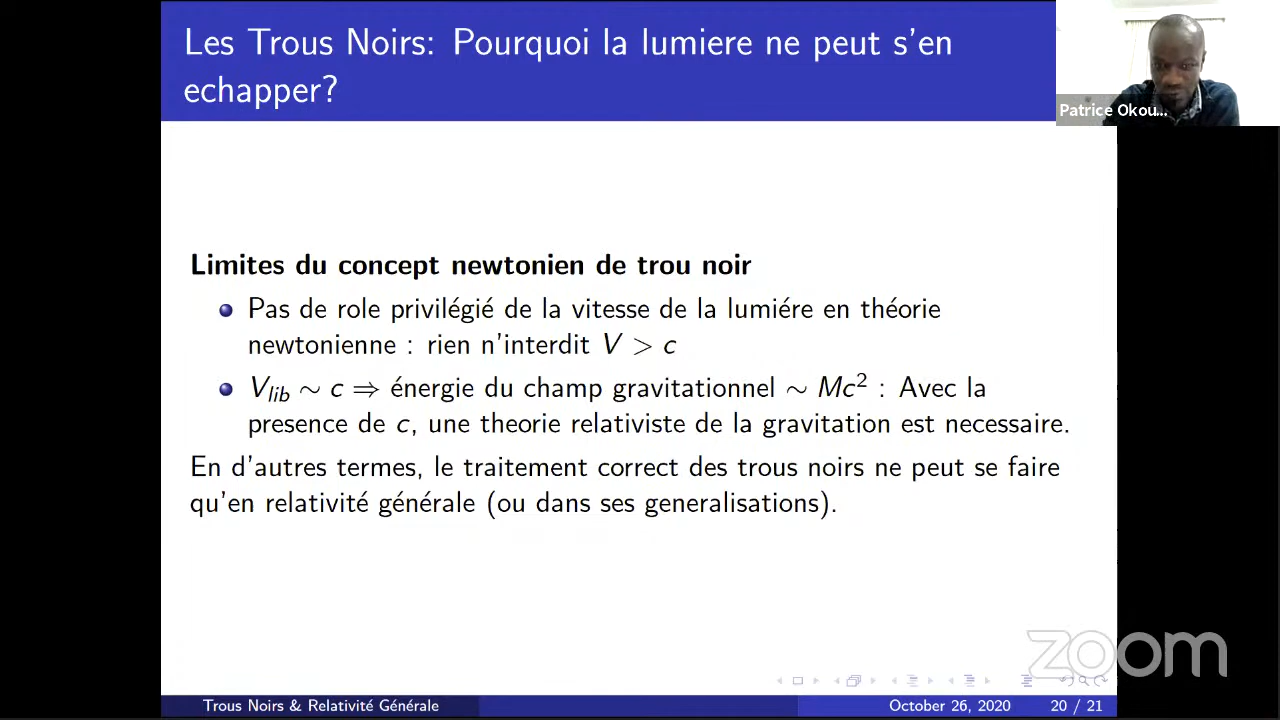 Les Trous Noirs: Pourquoi la lumiere ne peut s'en
echapper?
Patrice Okou...
Limites du concept newtonien de trou noir
Pas de role privilégié de la vitesse de la lumiére en théorie
newtonienne : rien n'interdit V > c
V_lib ∼ c ⇒ énergie du champ gravitationnel ∼ Mc² : Avec la
presence de c, une theorie relativiste de la gravitation est necessaire.
En d'autres termes, le traitement correct des trous noirs ne peut se faire
qu'en relativité générale (ou dans ses generalisations).
zoom
Trous Noirs & Relativité Générale
October 26, 2020
20 / 21